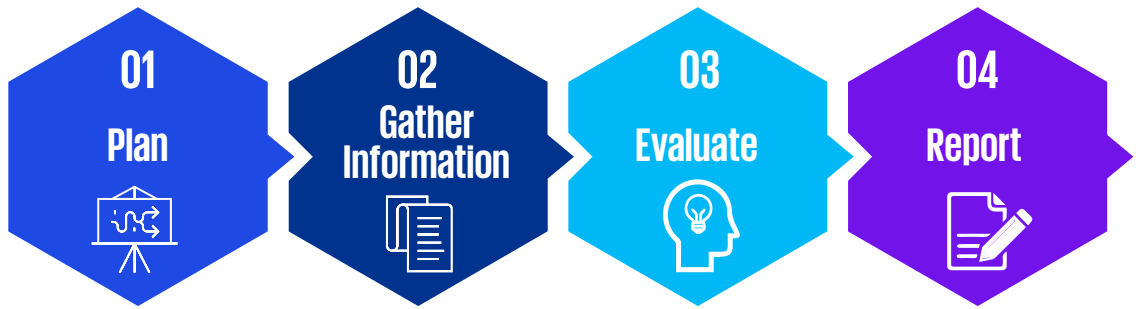 01
Plan
02
Gather
Information
03
Evaluate
04
Report